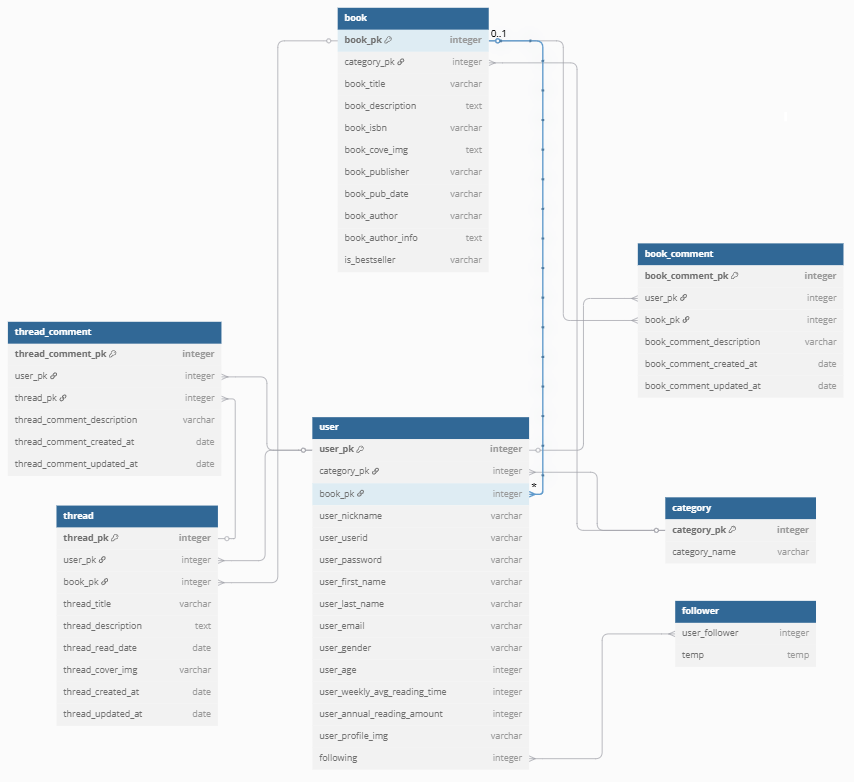 book
book_pk integer
category_pk integer
book_title varchar
book_description text
book_isbn varchar
book_cove_img text
book_publisher varchar
book_pub_date varchar
book_author varchar
book_author_info text
is_bestseller varchar
0..1
book_comment
book_comment_pk integer
user_pk integer
book_pk integer
book_comment_description varchar
book_comment_created_at date
book_comment_updated_at date
thread_comment
thread_comment_pk integer
user_pk integer
thread_pk integer
thread_comment_description varchar
thread_comment_created_at date
thread_comment_updated_at date
user
user_pk integer
category_pk integer
book_pk integer
*
user_nickname varchar
user_userid varchar
user_password varchar
user_first_name varchar
user_last_name varchar
user_email varchar
user_gender varchar
user_age integer
user_weekly_avg_reading_time integer
user_annual_reading_amount integer
user_profile_img varchar
following integer
thread
thread_pk integer
user_pk integer
book_pk integer
thread_title varchar
thread_description text
thread_read_date date
thread_cover_img varchar
thread_created_at date
thread_updated_at date
category
category_pk integer
category_name varchar
follower
user_follower integer
temp temp